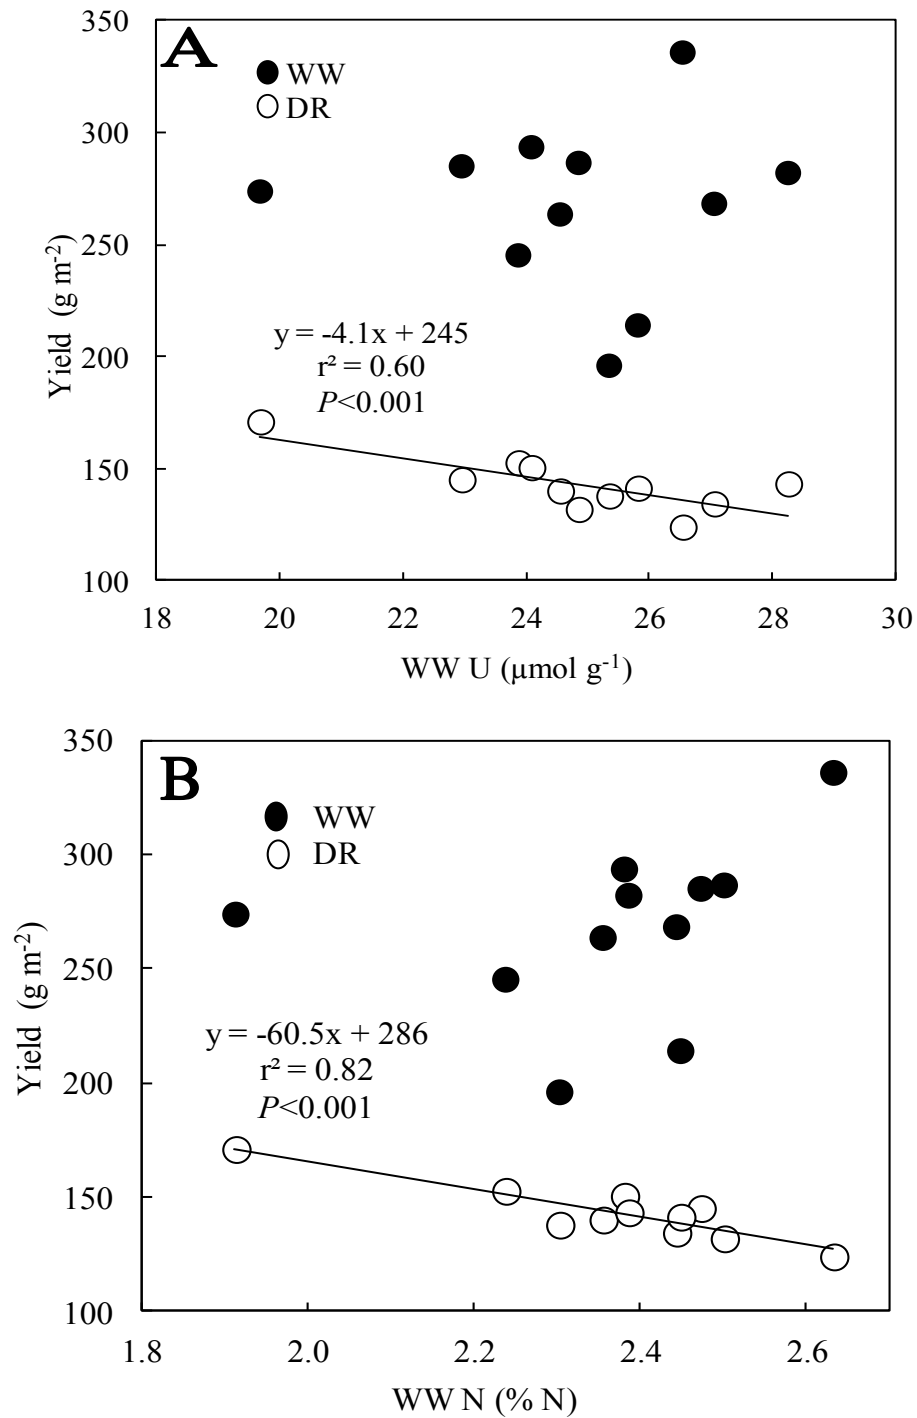 A
WW
DR
350
300
250
200
150
100
Yield (g m-2)
y = -4.1x + 245
r² = 0.60
P<0.001
18 20 22 24 26 28 30
WW U (µmol g-1)
B
WW
DR
350
300
250
200
150
100
Yield (g m-2)
y = -60.5x + 286
r² = 0.82
P<0.001
1.8 2.0 2.2 2.4 2.6
WW N (% N)